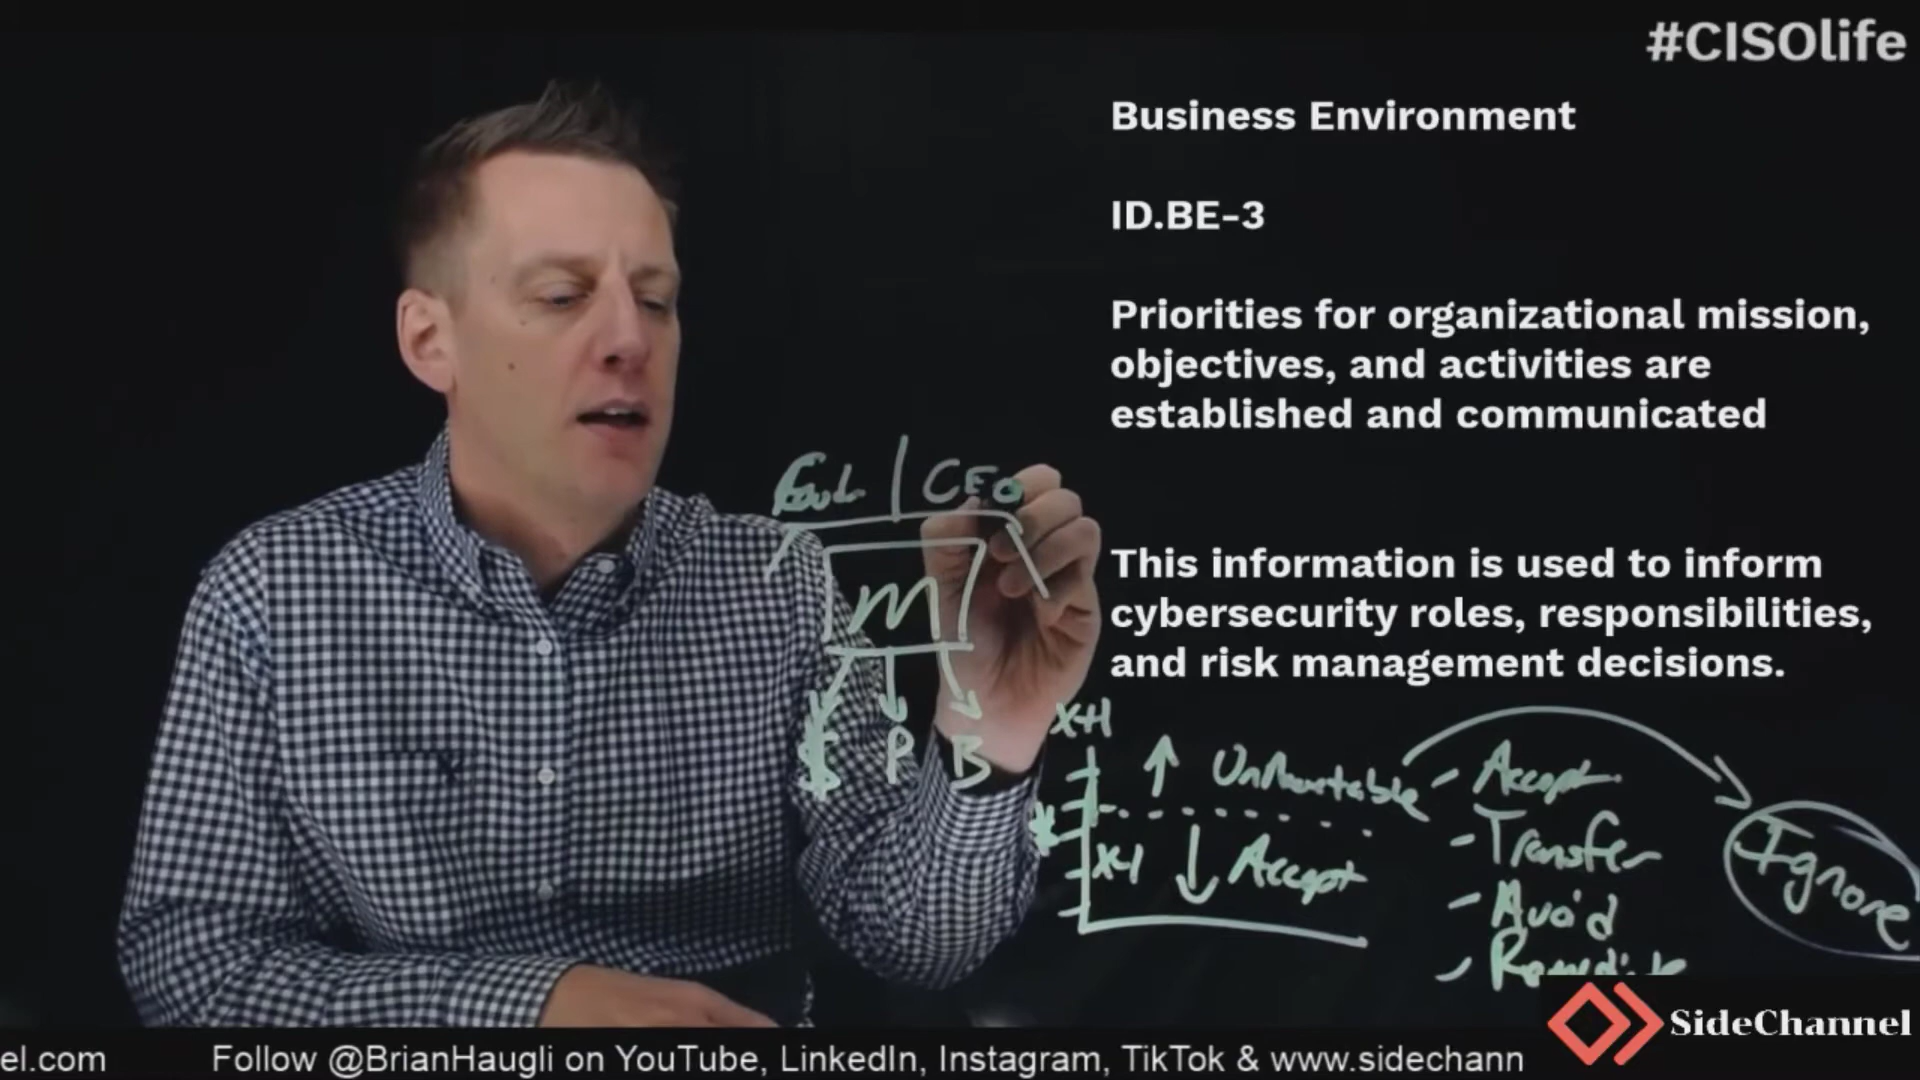 #CISOlife
Business Environment
ID.BE-3
Priorities for organizational mission,
objectives, and activities are
established and communicated
This information is used to inform
cybersecurity roles, responsibilities,
and risk management decisions.
| CEO
M
$ P B
X+1
↑
X-1 ↓ Accept
- Accept
- Transfer
- Avoid
Ignore
SideChannel
el.com Follow @BrianHaugli on YouTube, LinkedIn, Instagram, TikTok & www.sidechann